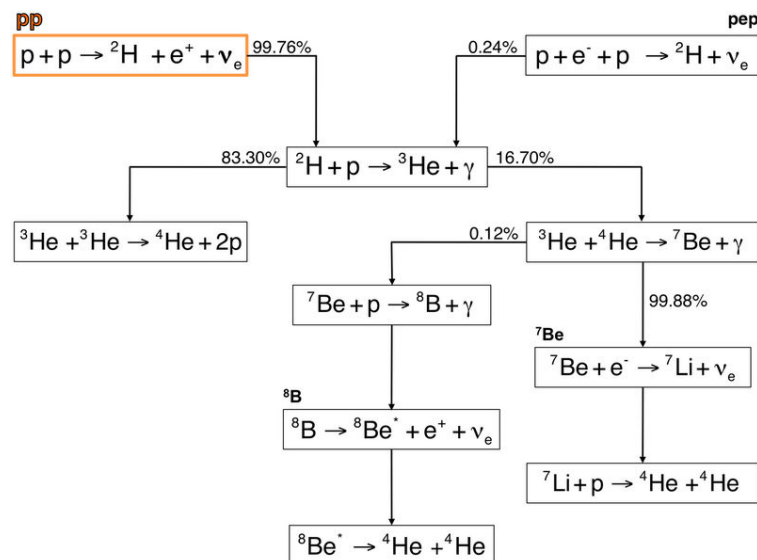 pp
pep
p + p → ²H + e⁺ + νₑ
99.76%
0.24%
p + e⁻ + p → ²H + νₑ
83.30%
²H + p → ³He + γ
16.70%
³He + ³He → ⁴He + 2p
0.12%
³He + ⁴He → ⁷Be + γ
⁷Be + p → ⁸B + γ
99.88%
⁷Be
⁷Be + e⁻ → ⁷Li + νₑ
⁸B
⁸B → ⁸Be* + e⁺ + νₑ
⁷Li + p → ⁴He + ⁴He
⁸Be* → ⁴He + ⁴He